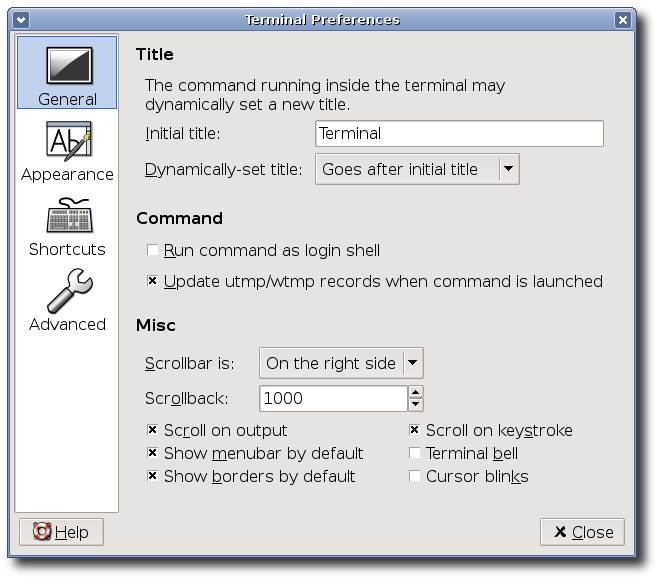 Terminal Preferences
General
Appearance
Shortcuts
Advanced
Title
The command running inside the terminal may
dynamically set a new title.
Initial title: Terminal
Dynamically-set title: Goes after initial title
Command
Run command as login shell
Update utmp/wtmp records when command is launched
Misc
Scrollbar is: On the right side
Scrollback: 1000
Scroll on output Scroll on keystroke
Show menubar by default Terminal bell
Show borders by default Cursor blinks
Help Close